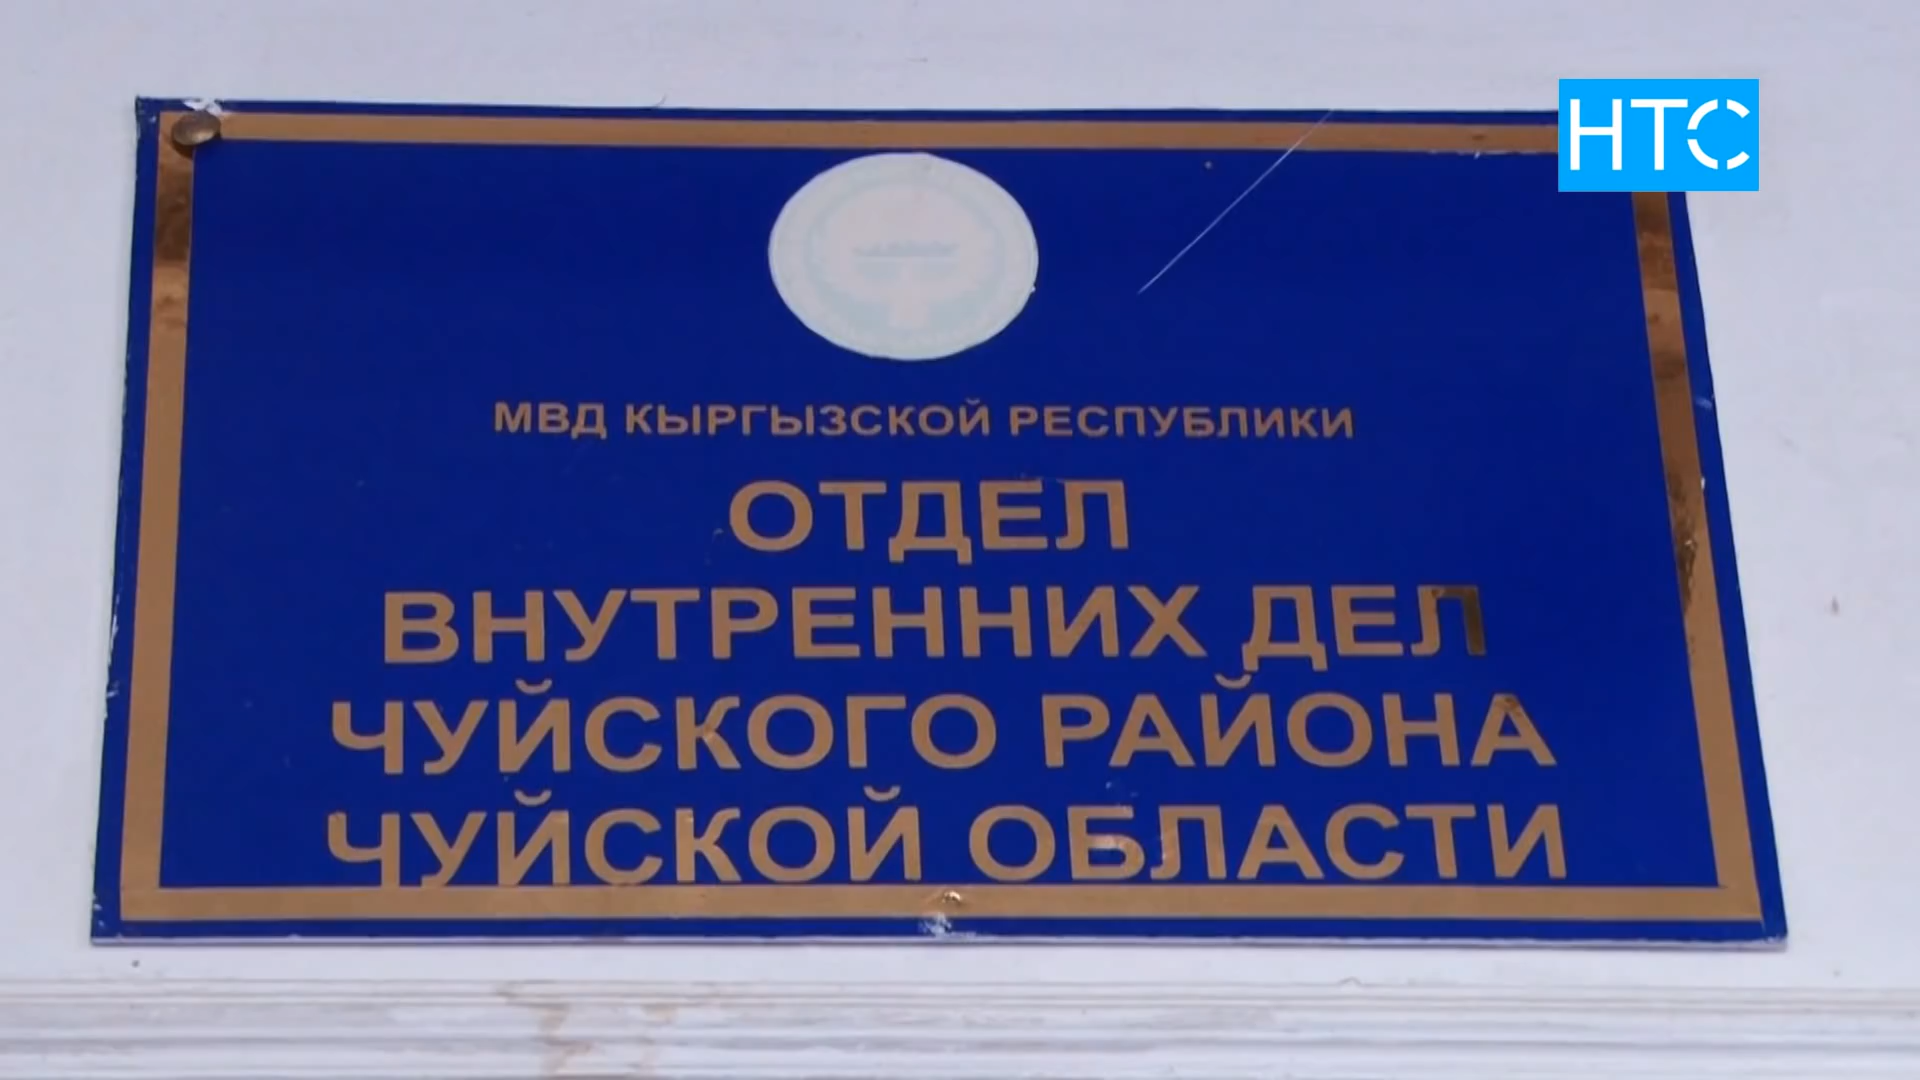 НТС
МВД КЫРГЫЗСКОЙ РЕСПУБЛИКИ
ОТДЕЛ
ВНУТРЕННИХ ДЕЛ
ЧУЙСКОГО РАЙОНА
ЧУЙСКОЙ ОБЛАСТИ